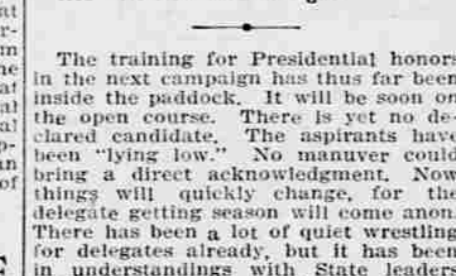 The training for Presidential honors
in the next campaign has thus far been
inside the paddock. It will be soon on
the open course. There is yet no de-
clared candidate. The aspirants have
been "lying low." No manuver could
bring a direct acknowledgment. Now
things will quickly change, for the
delegate getting season will come anon.
There has been a lot of quiet wrestling
for delegates already, but it has been
in understandings with State leaders